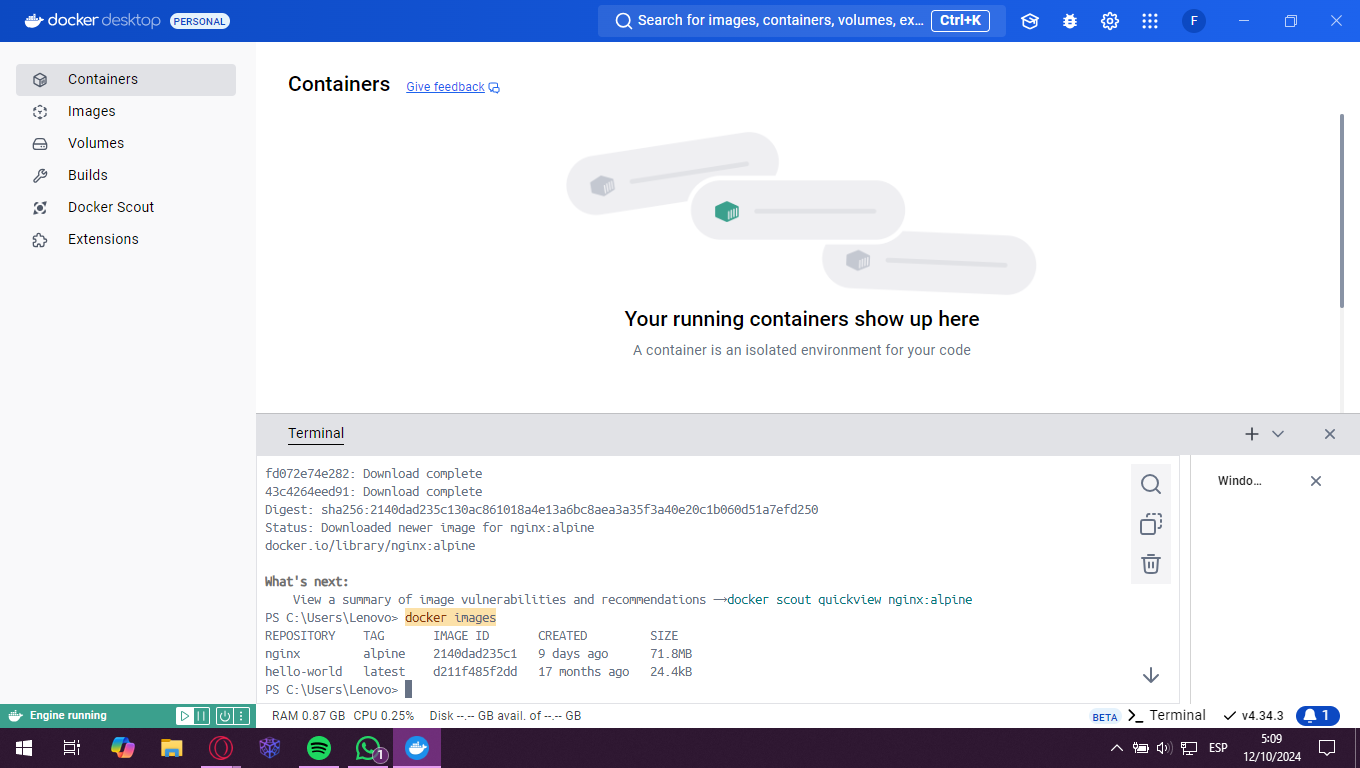 docker desktop PERSONAL
Search for images, containers, volumes, ex... Ctrl+K
F
Containers
Images
Volumes
Builds
Docker Scout
Extensions
Containers Give feedback
Your running containers show up here
A container is an isolated environment for your code
Terminal
fd072e74e282: Download complete
43c4264eed91: Download complete
Digest: sha256:2140dad235c130ac861018a4e13a6bc8aea3a35f3a40e20c1b060d51a7efd250
Status: Downloaded newer image for nginx:alpine
docker.io/library/nginx:alpine
What's next:
View a summary of image vulnerabilities and recommendations → docker scout quickview nginx:alpine
PS C:\Users\Lenovo> docker images
REPOSITORY TAG IMAGE ID CREATED SIZE
nginx alpine 2140dad235c1 9 days ago 71.8MB
hello-world latest d211f485f2dd 17 months ago 24.4kB
PS C:\Users\Lenovo>
Windo...
Engine running
RAM 0.87 GB CPU 0.25% Disk --.-- GB avail. of --.-- GB
BETA >_ Terminal v4.34.3 1
1
ESP
5:09
12/10/2024